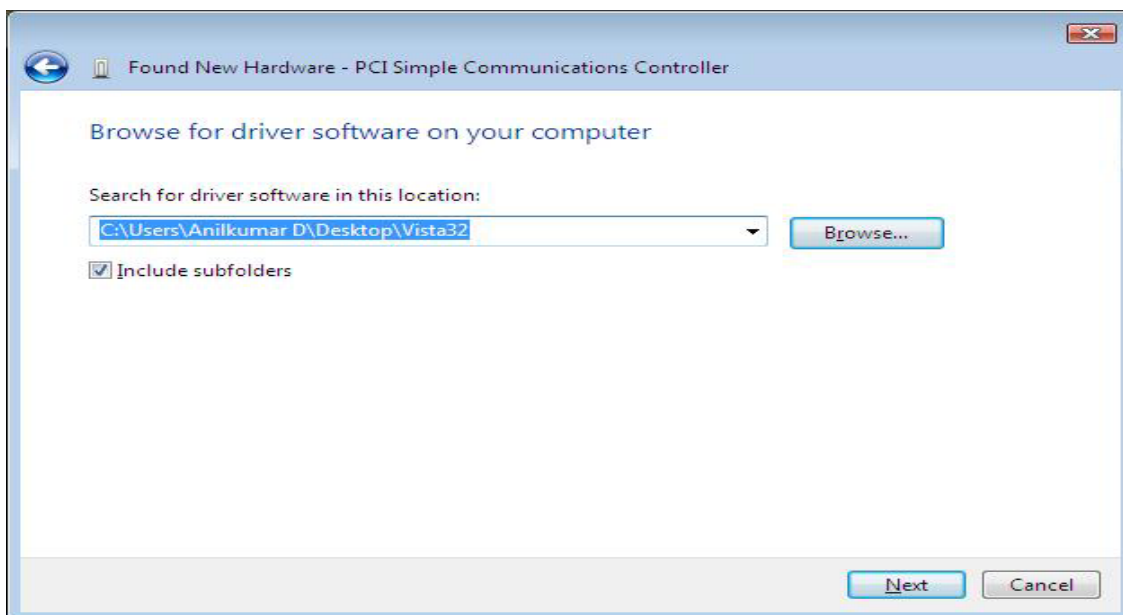 Found New Hardware - PCI Simple Communications Controller
Browse for driver software on your computer
Search for driver software in this location:
C:\Users\Anilkumar D\Desktop\Vista32
Browse...
Include subfolders
Next
Cancel